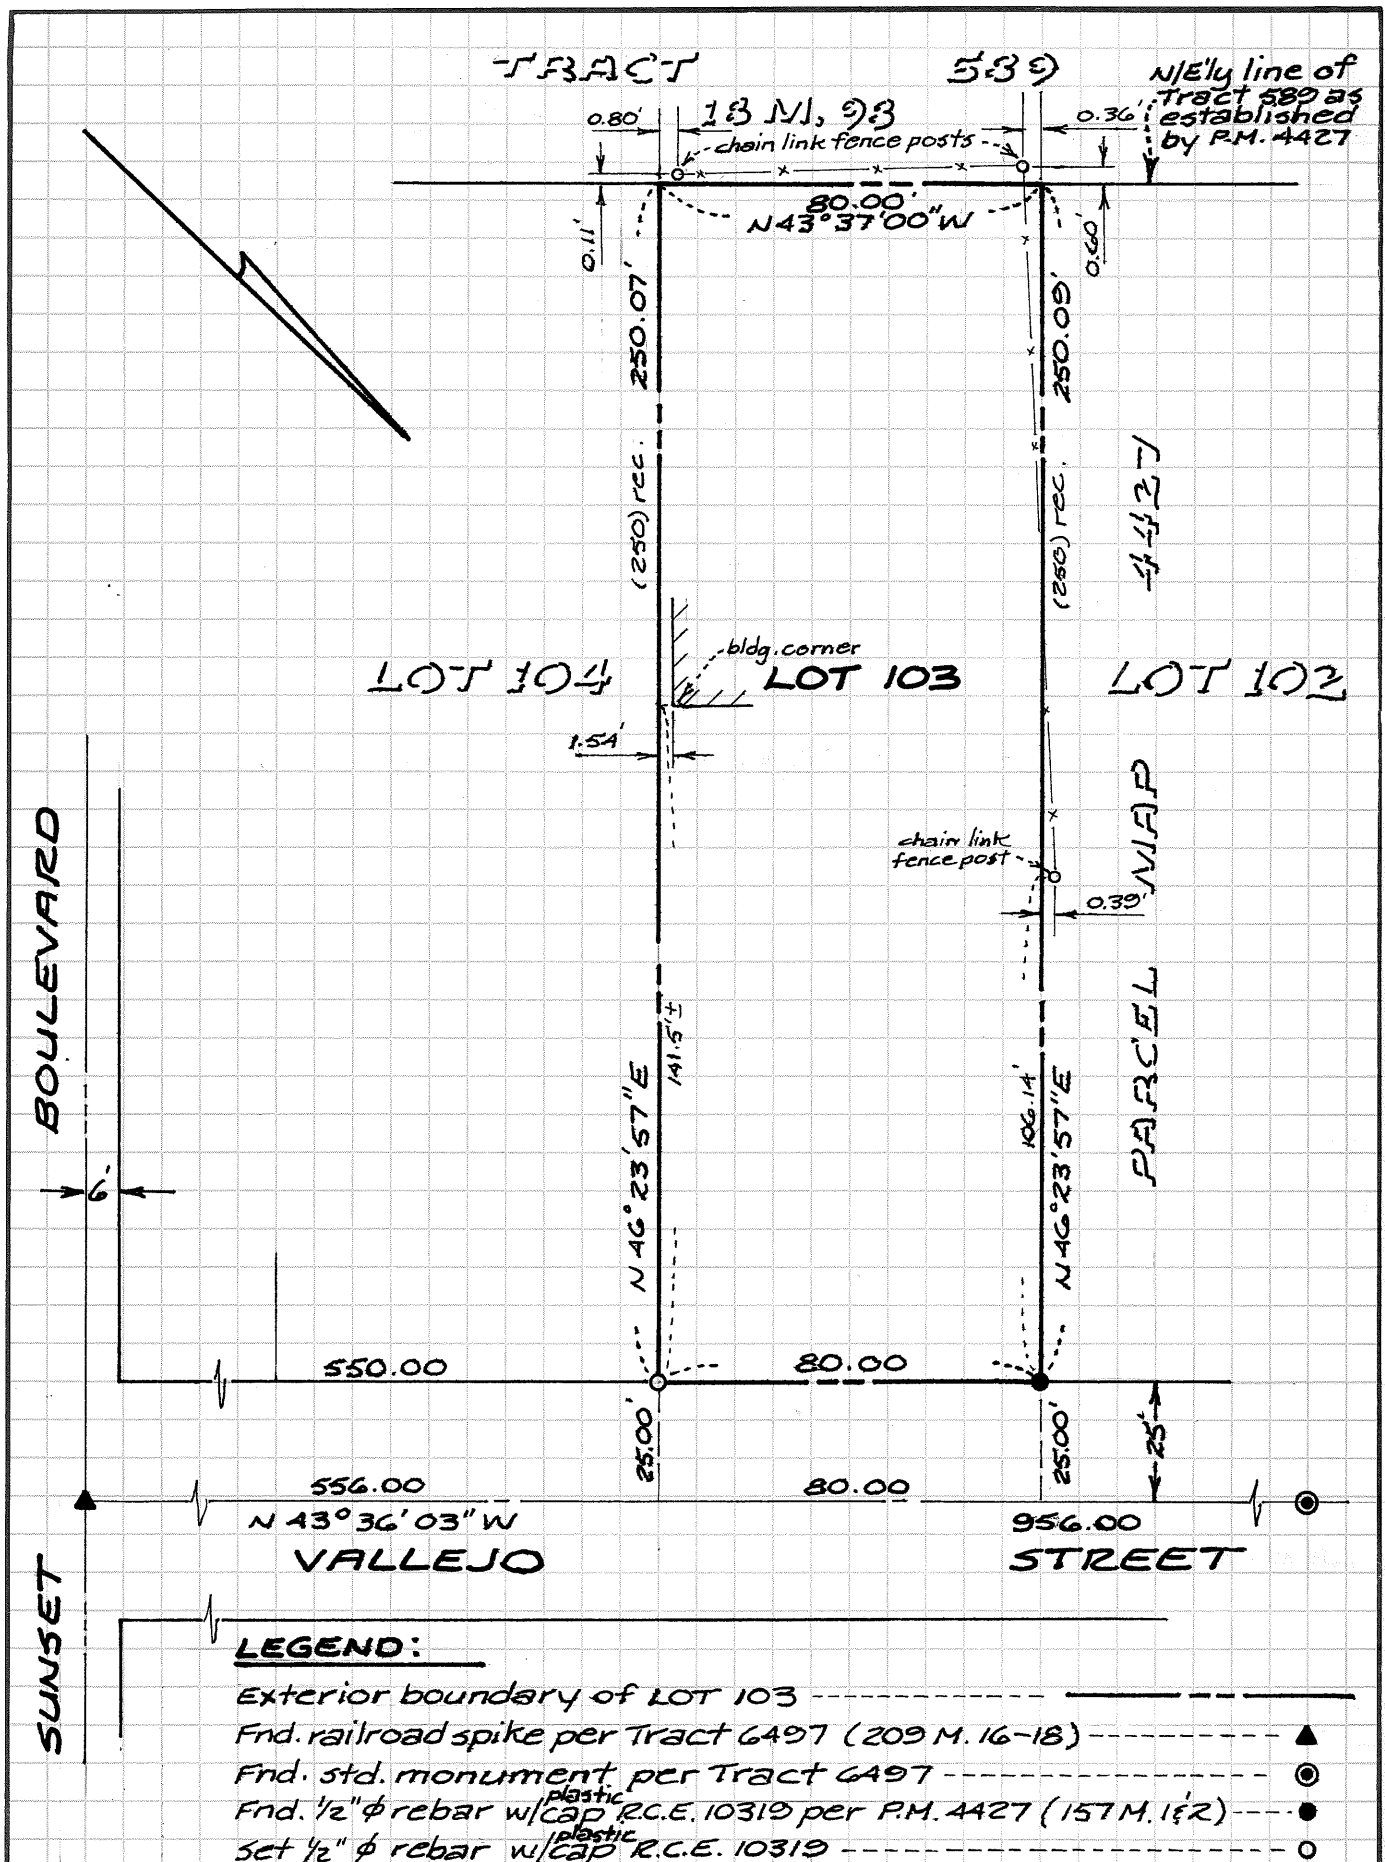 TRACT 589
18 M, 93
N/E'ly line of
Tract 589 as
established
by P.M. 4427
0.80'
0.36'
chain link fence posts
80.00'
N43°37'00"W
0.11'
0.60'
250.07'
250.09'
(250) rec.
(250) rec.
4427
bldg. corner
LOT 104
LOT 103
LOT 102
1.54'
chain link
fence post
0.39'
PARCEL MAP
BOULEVARD
141.5'±
106.14'
N46°23'57"E
N46°23'57"E
6'
550.00
80.00
25.00'
25.00'
25'
556.00
80.00
N43°36'03"W
956.00
VALLEJO STREET
SUNSET
LEGEND:
Exterior boundary of LOT 103
Fnd. railroad spike per Tract 6497 (209 M. 16-18)
Fnd. std. monument per Tract 6497
Fnd. 1/2" φ rebar w/plastic cap R.C.E. 10319 per P.M. 4427 (157 M. 1&2)
Set 1/2" φ rebar w/plastic cap R.C.E. 10319